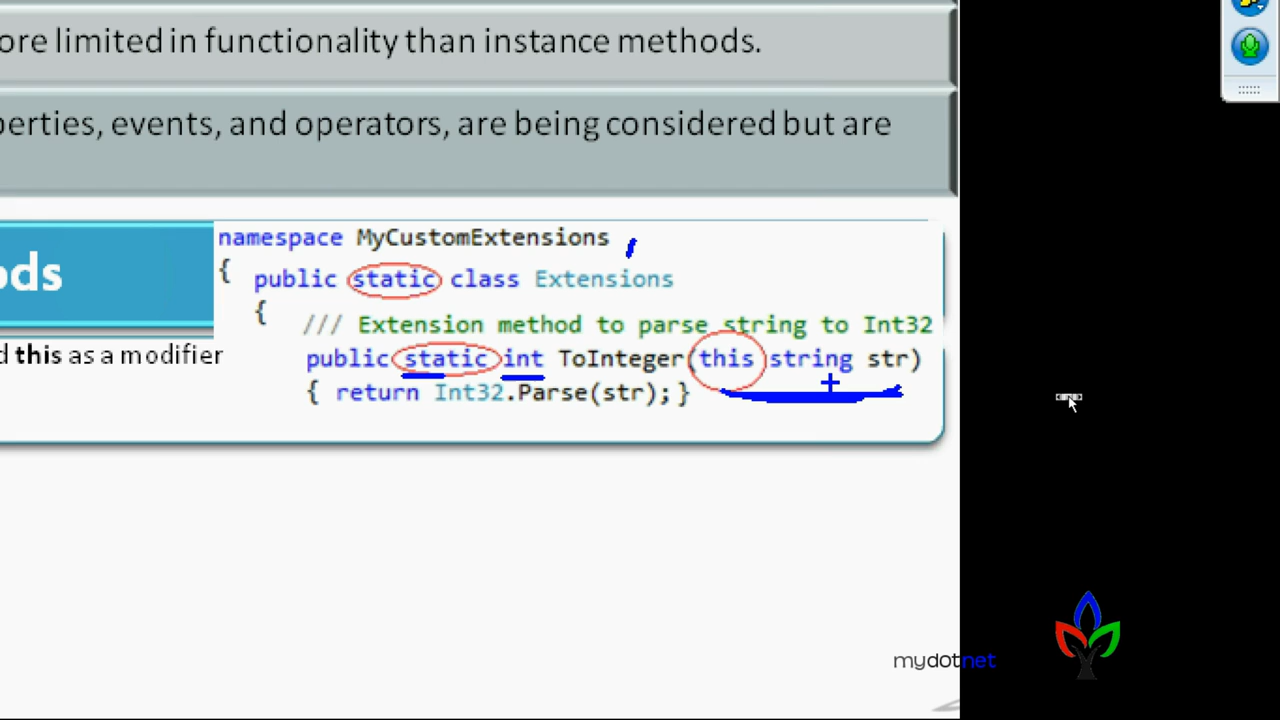 ore limited in functionality than instance methods.
perties, events, and operators, are being considered but are
ods
d this as a modifier
namespace MyCustomExtensions
{ public static class Extensions
{
/// Extension method to parse string to Int32
public static int ToInteger(this string str)
{ return Int32.Parse(str); }
mydotnet